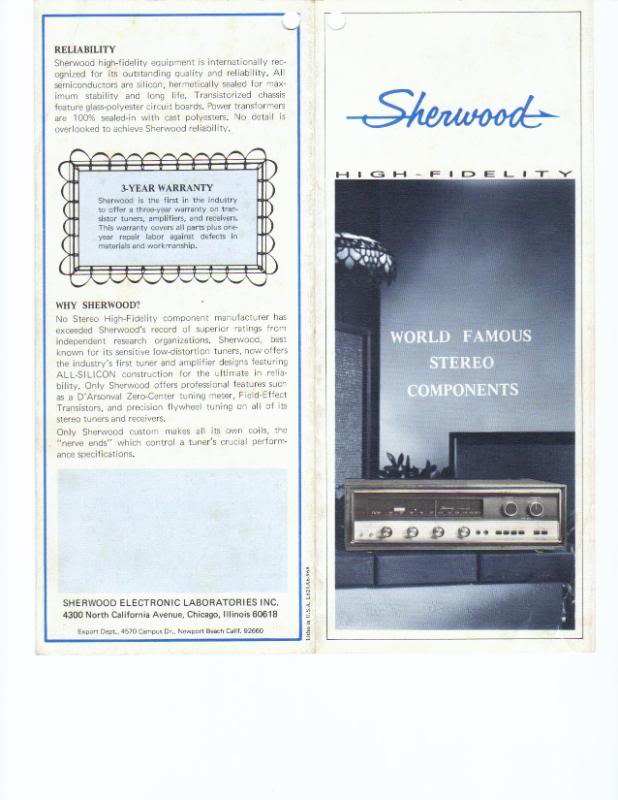 RELIABILITY
Sherwood high-fidelity equipment is internationally rec-
ognized for its outstanding quality and reliability. All
semiconductors are silicon, hermetically sealed for max-
imum stability and long life. Transistorized chassis
feature glass-polyester circuit boards. Power transformers
are 100% sealed-in with cast polyesters. No detail is
overlooked to achieve Sherwood reliability.
3-YEAR WARRANTY
Sherwood is the first in the industry
to offer a three-year warranty on tran-
sistor tuners, amplifiers, and receivers.
This warranty covers all parts plus one-
year repair labor against defects in
materials and workmanship.
WHY SHERWOOD?
No Stereo High-Fidelity component manufacturer has
exceeded Sherwood's record of superior ratings from
independent research organizations. Sherwood, best
known for its sensitive low-distortion tuners, now offers
the industry's first tuner and amplifier designs featuring
ALL-SILICON construction for the ultimate in relia-
bility. Only Sherwood offers professional features such
as a D'Arsonval Zero-Center tuning meter, Field-Effect
Transistors, and precision flywheel tuning on all of its
stereo tuners and receivers.
Only Sherwood custom makes all its own coils, the
"nerve ends" which control a tuner's crucial perform-
ance specifications.
SHERWOOD ELECTRONIC LABORATORIES INC.
4300 North California Avenue, Chicago, Illinois 60618
Export Dept., 4570 Campus Dr., Newport Beach Calif. 92660
Litho in U.S.A.
Sherwood
HIGH-FIDELITY
WORLD FAMOUS
STEREO
COMPONENTS